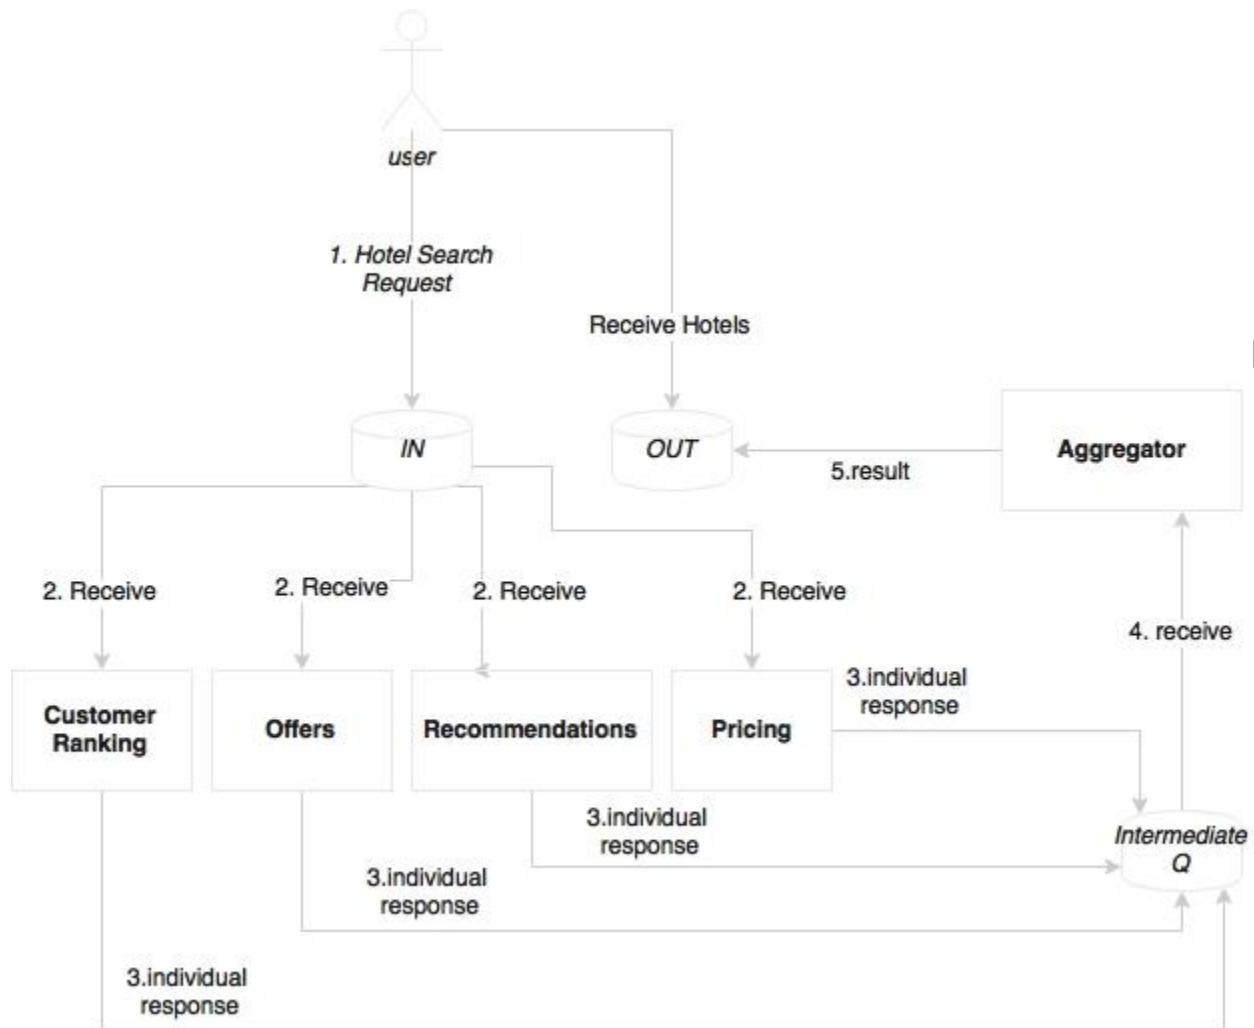 user
1. Hotel Search
Request
Receive Hotels
IN
OUT
Aggregator
5.result
2. Receive
2. Receive
2. Receive
2. Receive
4. receive
3.individual
response
Customer
Ranking
Offers
Recommendations
Pricing
3.individual
response
Intermediate
Q
3.individual
response
3.individual
response